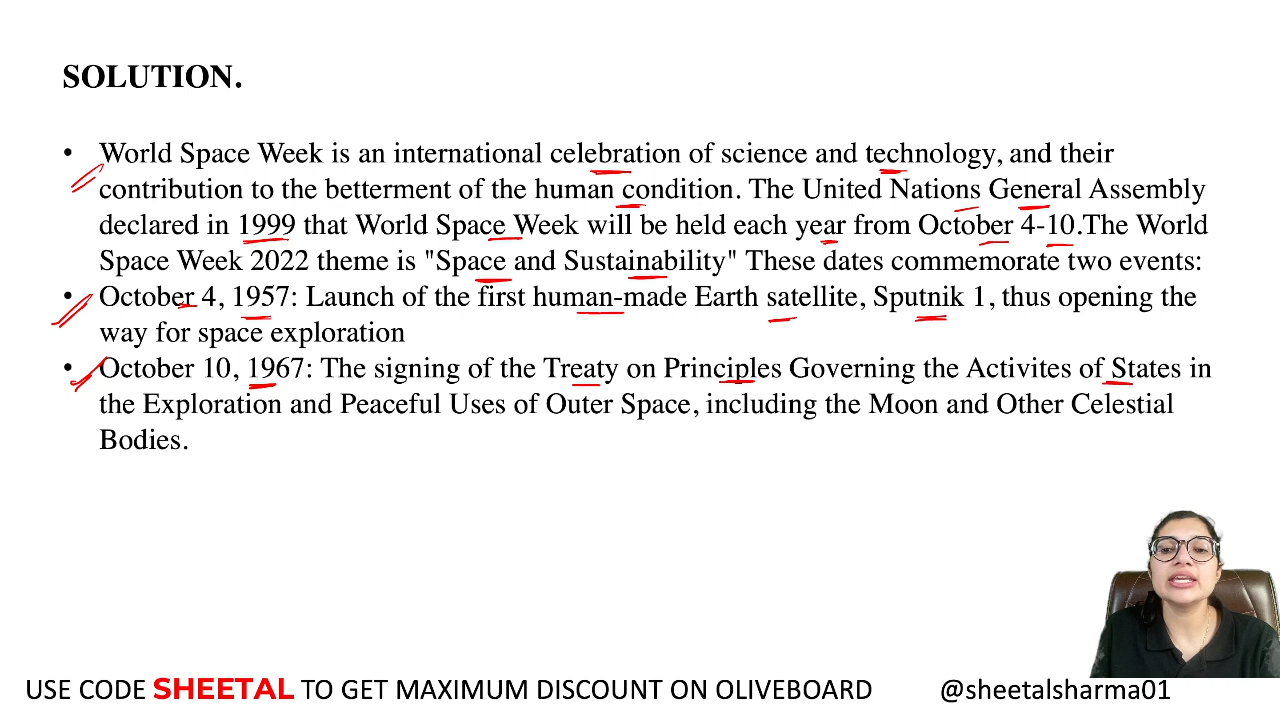 SOLUTION.
• World Space Week is an international celebration of science and technology, and their
contribution to the betterment of the human condition. The United Nations General Assembly
declared in 1999 that World Space Week will be held each year from October 4-10.The World
Space Week 2022 theme is "Space and Sustainability" These dates commemorate two events:
• October 4, 1957: Launch of the first human-made Earth satellite, Sputnik 1, thus opening the
way for space exploration
• October 10, 1967: The signing of the Treaty on Principles Governing the Activites of States in
the Exploration and Peaceful Uses of Outer Space, including the Moon and Other Celestial
Bodies.
USE CODE SHEETAL TO GET MAXIMUM DISCOUNT ON OLIVEBOARD @sheetalsharma01